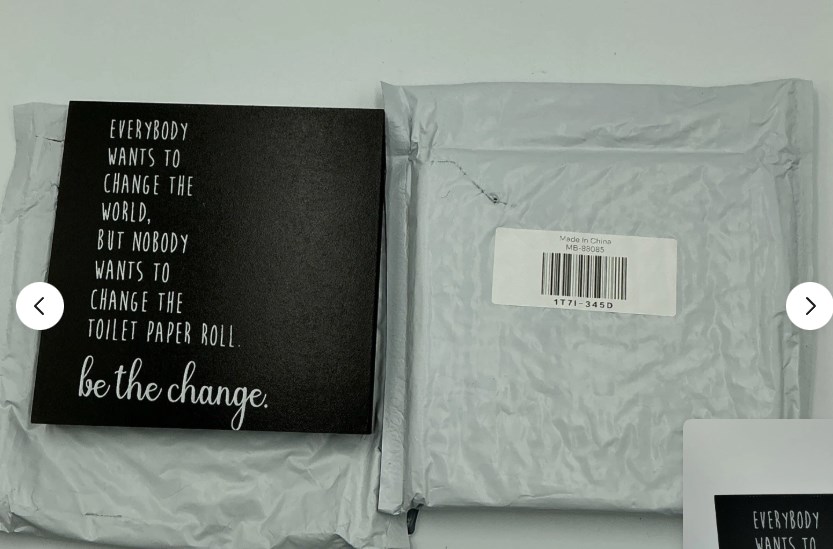 EVERYBODY
WANTS TO
CHANGE THE
WORLD,
BUT NOBODY
WANTS TO
CHANGE THE
TOILET PAPER ROLL.
be the change.
Made In China
MB-98085
1T7I-345D
EVERYBODY
WANTS TO